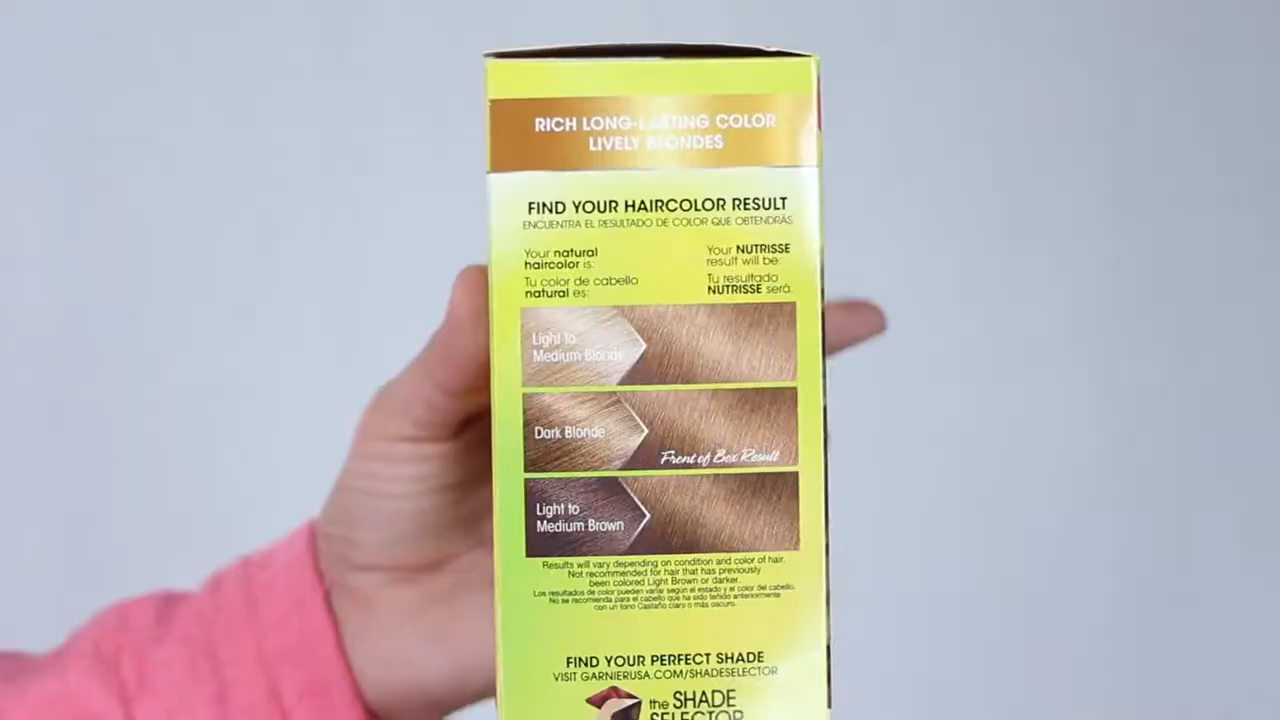 RICH LONG-LASTING COLOR
LIVELY BLONDES
FIND YOUR HAIRCOLOR RESULT
ENCUENTRA EL RESULTADO DE COLOR QUE OBTENDRÁS
Your natural
haircolor is:
Tu color de cabello
natural es:
Your NUTRISSE
result will be:
Tu resultado
NUTRISSE será:
Light to
Medium Blonde
Dark Blonde
Front of Box Result
Light to
Medium Brown
Results will vary depending on condition and color of hair.
Not recommended for hair that has previously
been colored Light Brown or darker.
Los resultados de color pueden variar según el estado y el color del cabello.
No se recomienda para el cabello que ha sido teñido anteriormente
con un tono Castaño claro o más oscuro.
FIND YOUR PERFECT SHADE
VISIT GARNIERUSA.COM/SHADESELECTOR
the SHADE
SELECTOR